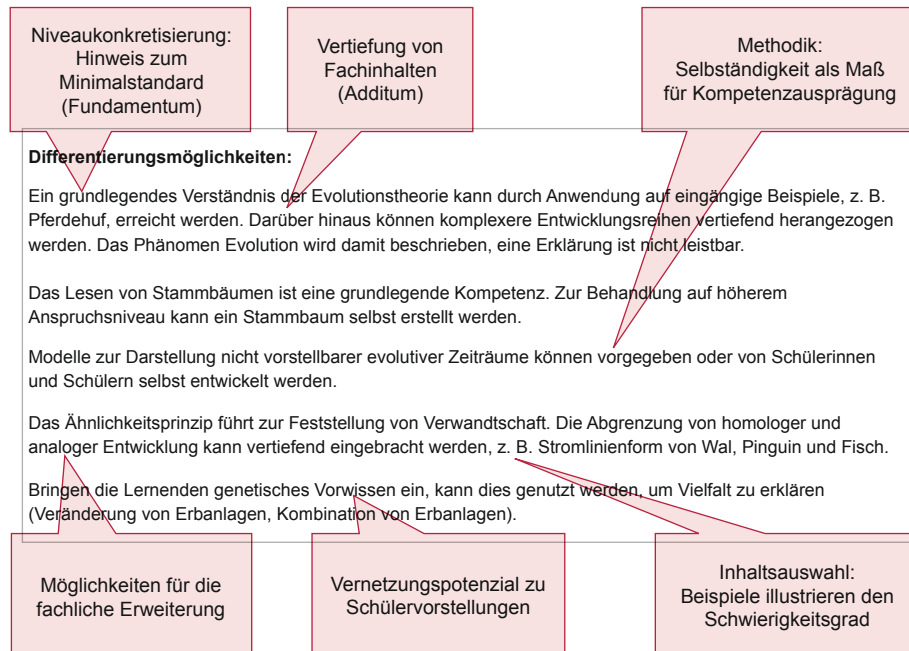 Niveaukonkretisierung:
Hinweis zum
Minimalstandard
(Fundamentum)
Vertiefung von
Fachinhalten
(Additum)
Methodik:
Selbständigkeit als Maß
für Kompetenzausprägung
Differentierungsmöglichkeiten:
Ein grundlegendes Verständnis der Evolutionstheorie kann durch Anwendung auf eingängige Beispiele, z. B.
Pferdehuf, erreicht werden. Darüber hinaus können komplexere Entwicklungsreihen vertiefend herangezogen
werden. Das Phänomen Evolution wird damit beschrieben, eine Erklärung ist nicht leistbar.
Das Lesen von Stammbäumen ist eine grundlegende Kompetenz. Zur Behandlung auf höherem
Anspruchsniveau kann ein Stammbaum selbst erstellt werden.
Modelle zur Darstellung nicht vorstellbarer evolutiver Zeiträume können vorgegeben oder von Schülerinnen
und Schülern selbst entwickelt werden.
Das Ähnlichkeitsprinzip führt zur Feststellung von Verwandtschaft. Die Abgrenzung von homologer und
analoger Entwicklung kann vertiefend eingebracht werden, z. B. Stromlinienform von Wal, Pinguin und Fisch.
Bringen die Lernenden genetisches Vorwissen ein, kann dies genutzt werden, um Vielfalt zu erklären
(Veränderung von Erbanlagen, Kombination von Erbanlagen).
Möglichkeiten für die
fachliche Erweiterung
Vernetzungspotenzial zu
Schülervorstellungen
Inhaltsauswahl:
Beispiele illustrieren den
Schwierigkeitsgrad